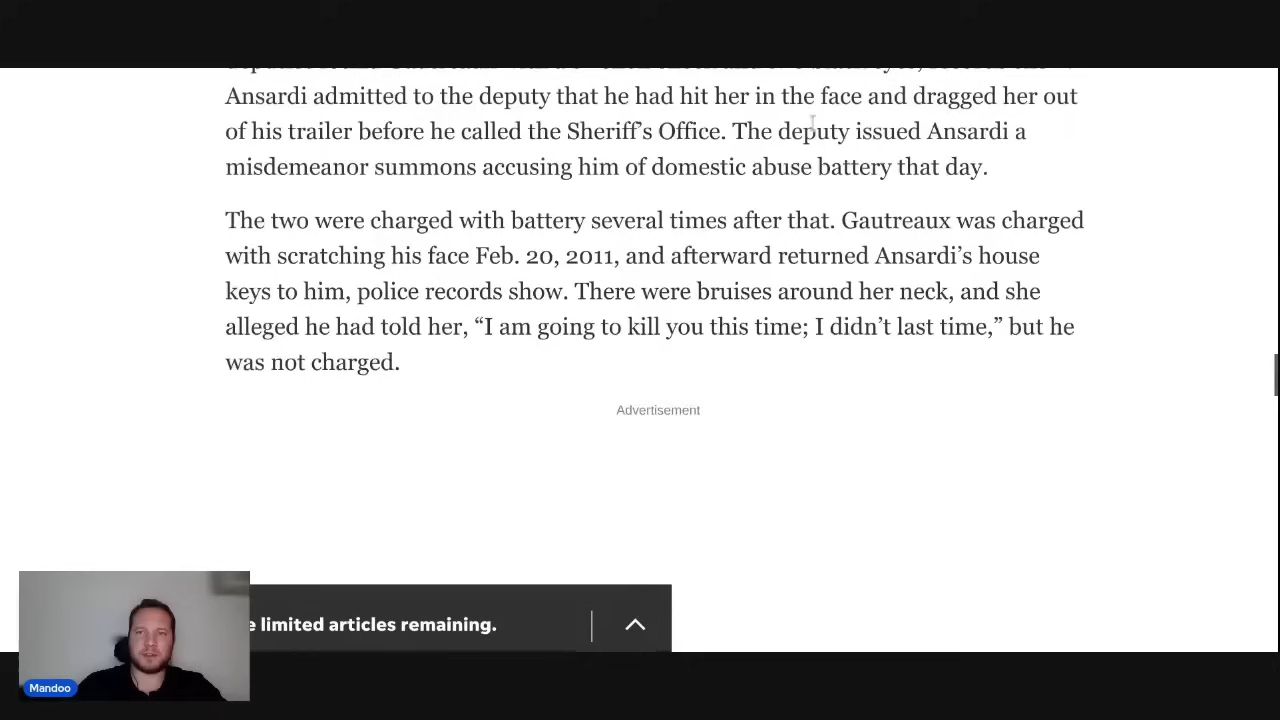 Ansardi admitted to the deputy that he had hit her in the face and dragged her out
of his trailer before he called the Sheriff’s Office. The deputy issued Ansardi a
misdemeanor summons accusing him of domestic abuse battery that day.
The two were charged with battery several times after that. Gautreaux was charged
with scratching his face Feb. 20, 2011, and afterward returned Ansardi’s house
keys to him, police records show. There were bruises around her neck, and she
alleged he had told her, “I am going to kill you this time; I didn’t last time,” but he
was not charged.
Advertisement
limited articles remaining.
Mandoo